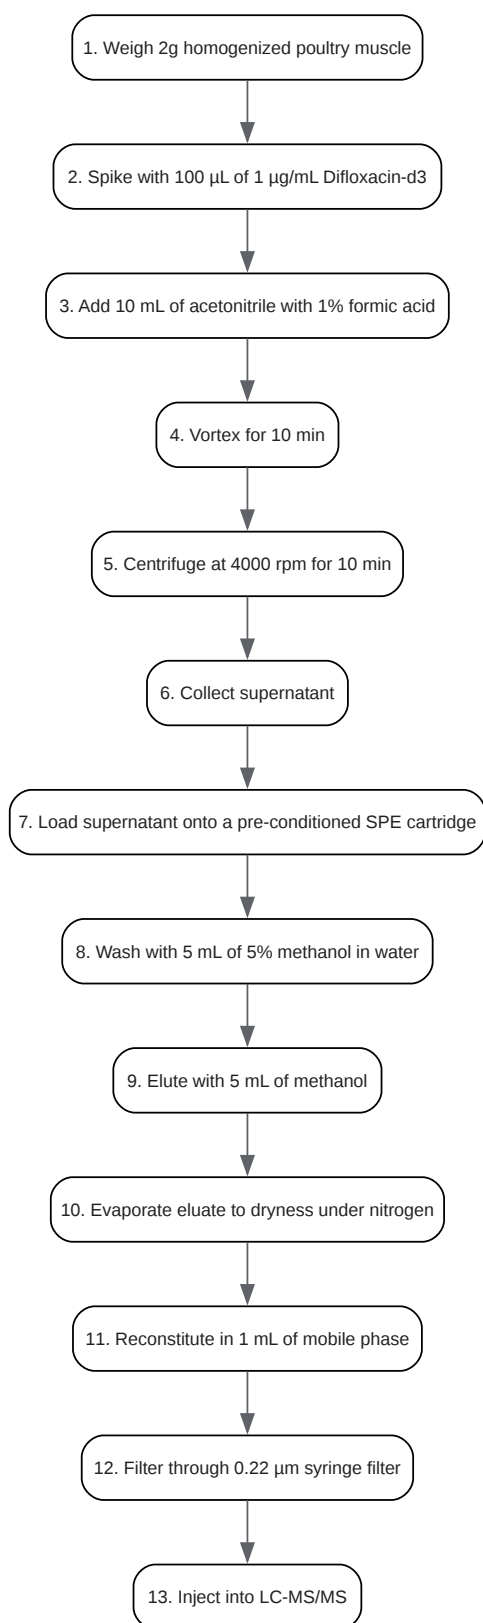 1. Weigh 2g homogenized poultry muscle
2. Spike with 100 µL of 1 µg/mL Difloxacin-d3
3. Add 10 mL of acetonitrile with 1% formic acid
4. Vortex for 10 min
5. Centrifuge at 4000 rpm for 10 min
6. Collect supernatant
7. Load supernatant onto a pre-conditioned SPE cartridge
8. Wash with 5 mL of 5% methanol in water
9. Elute with 5 mL of methanol
10. Evaporate eluate to dryness under nitrogen
11. Reconstitute in 1 mL of mobile phase
12. Filter through 0.22 µm syringe filter
13. Inject into LC-MS/MS